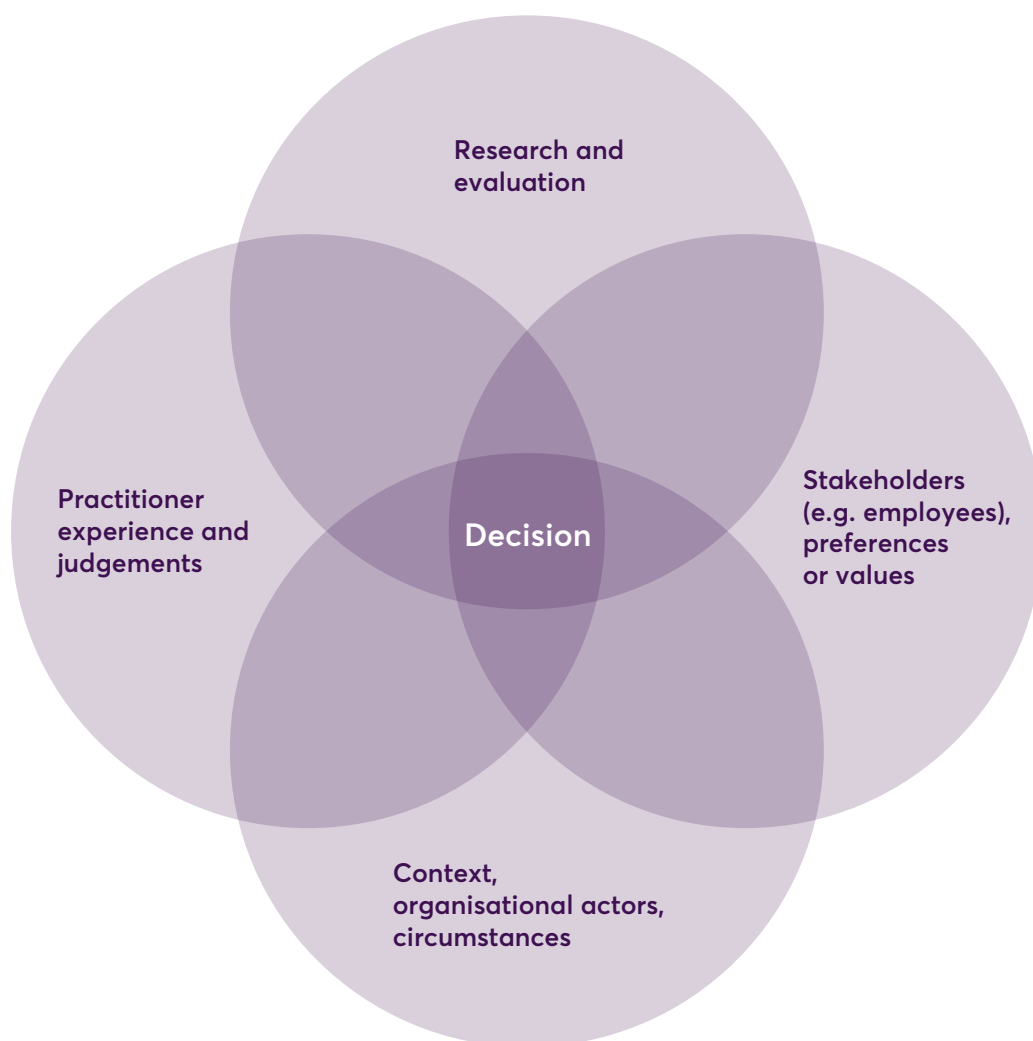 Research and
evaluation
Practitioner
experience and
judgements
Decision
Stakeholders
(e.g. employees),
preferences
or values
Context,
organisational actors,
circumstances